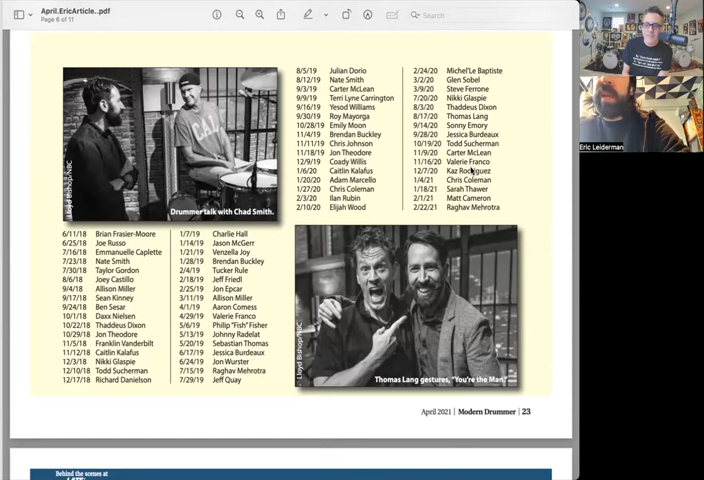 April.EricArticle..pdf
Page 6 of 11
Search
Lloyd Bishop/NBC
Drummer talk with Chad Smith.
6/11/18 Brian Frasier-Moore
6/25/18 Joe Russo
7/16/18 Emmanuelle Caplette
7/23/18 Nate Smith
7/30/18 Taylor Gordon
8/6/18 Joey Castillo
9/4/18 Allison Miller
9/17/18 Sean Kinney
9/24/18 Ben Sesar
10/1/18 Daxx Nielsen
10/22/18 Thaddeus Dixon
10/29/18 Jon Theodore
11/5/18 Franklin Vanderbilt
11/12/18 Caitlin Kalafus
12/3/18 Nikki Glaspie
12/10/18 Todd Sucherman
12/17/18 Richard Danielson
1/7/19 Charlie Hall
1/14/19 Jason McGerr
1/21/19 Venzella Joy
1/28/19 Brendan Buckley
2/4/19 Tucker Rule
2/18/19 Jeff Friedl
2/25/19 Jon Epcar
3/11/19 Allison Miller
4/1/19 Aaron Comess
4/29/19 Valerie Franco
5/6/19 Philip "Fish" Fisher
5/13/19 Johnny Radelat
5/20/19 Sebastian Thomas
6/17/19 Jessica Burdeaux
6/24/19 Jon Wurster
7/15/19 Raghav Mehrotra
7/29/19 Jeff Quay
8/5/19 Julian Dorio
8/12/19 Nate Smith
9/3/19 Carter McLean
9/9/19 Terri Lyne Carrington
9/16/19 Yesod Williams
9/30/19 Roy Mayorga
10/28/19 Emily Moon
11/4/19 Brendan Buckley
11/11/19 Chris Johnson
11/18/19 Jon Theodore
12/9/19 Coady Willis
1/6/20 Caitlin Kalafus
1/20/20 Adam Marcello
1/27/20 Chris Coleman
2/3/20 Ilan Rubin
2/10/20 Elijah Wood
2/24/20 Michel'Le Baptiste
3/2/20 Glen Sobel
3/9/20 Steve Ferrone
7/20/20 Nikki Glaspie
8/3/20 Thaddeus Dixon
8/17/20 Thomas Lang
9/14/20 Sonny Emory
9/28/20 Jessica Burdeaux
10/19/20 Todd Sucherman
11/9/20 Carter McLean
11/16/20 Valerie Franco
12/7/20 Kaz Rodriguez
1/4/21 Chris Coleman
1/18/21 Sarah Thawer
2/1/21 Matt Cameron
2/22/21 Raghav Mehrotra
Lloyd Bishop/NBC
Thomas Lang gestures, "You're the Man."
April 2021 | Modern Drummer | 23
Behind the scenes at
Eric Leiderman